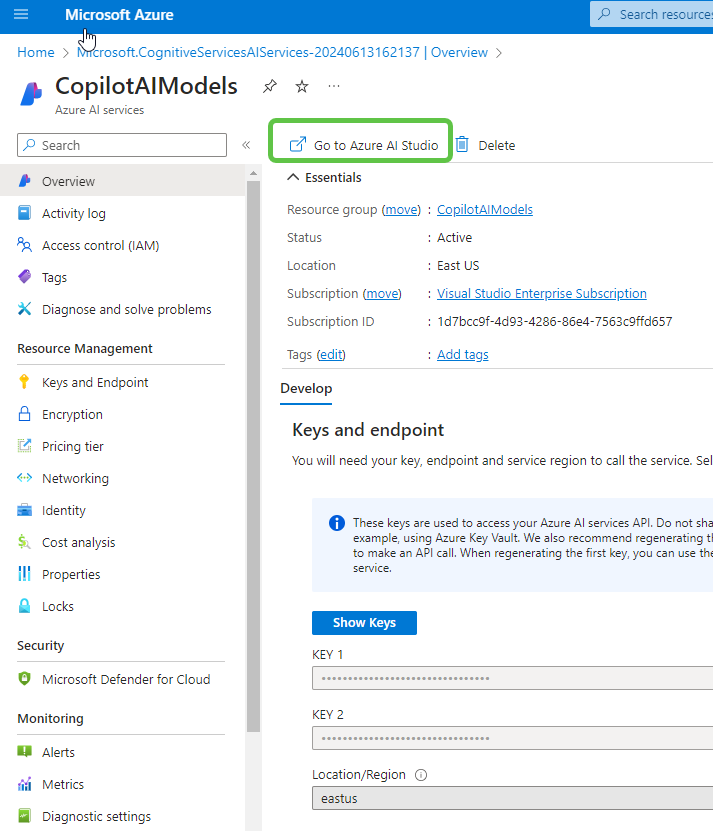 Microsoft Azure
Search resources
Home > Microsoft.CognitiveServicesAIServices-20240613162137 | Overview >
CopilotAIModels
Azure AI services
Search
Overview
Activity log
Access control (IAM)
Tags
Diagnose and solve problems
Resource Management
Keys and Endpoint
Encryption
Pricing tier
Networking
Identity
Cost analysis
Properties
Locks
Security
Microsoft Defender for Cloud
Monitoring
Alerts
Metrics
Diagnostic settings
Go to Azure AI Studio
Delete
Essentials
Resource group (move) : CopilotAIModels
Status : Active
Location : East US
Subscription (move) : Visual Studio Enterprise Subscription
Subscription ID : 1d7bcc9f-4d93-4286-86e4-7563c9ffd657
Tags (edit) : Add tags
Develop
Keys and endpoint
You will need your key, endpoint and service region to call the service. Sel
These keys are used to access your Azure AI services API. Do not sha
example, using Azure Key Vault. We also recommend regenerating th
to make an API call. When regenerating the first key, you can use the
service.
Show Keys
KEY 1
KEY 2
Location/Region
eastus